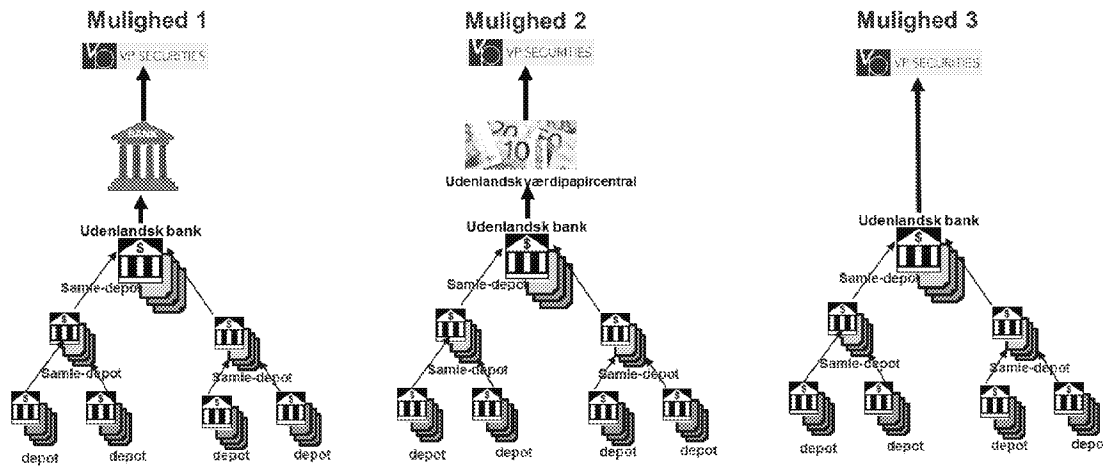 Mulighed 1
VP SECURITIES
Udenlandsk bank
$
Samle-depot
$
$
Samle-depot
Samle-depot
$
$
$
$
depot
depot
depot
depot
Mulighed 2
VP SECURITIES
20
10
Udenlandsk værdipapircentral
Udenlandsk bank
$
Samle-depot
$
$
Samle-depot
Samle-depot
$
$
$
$
depot
depot
depot
depot
Mulighed 3
VP SECURITIES
Udenlandsk bank
$
Samle-depot
$
$
Samle-depot
Samle-depot
$
$
$
$
depot
depot
depot
depot